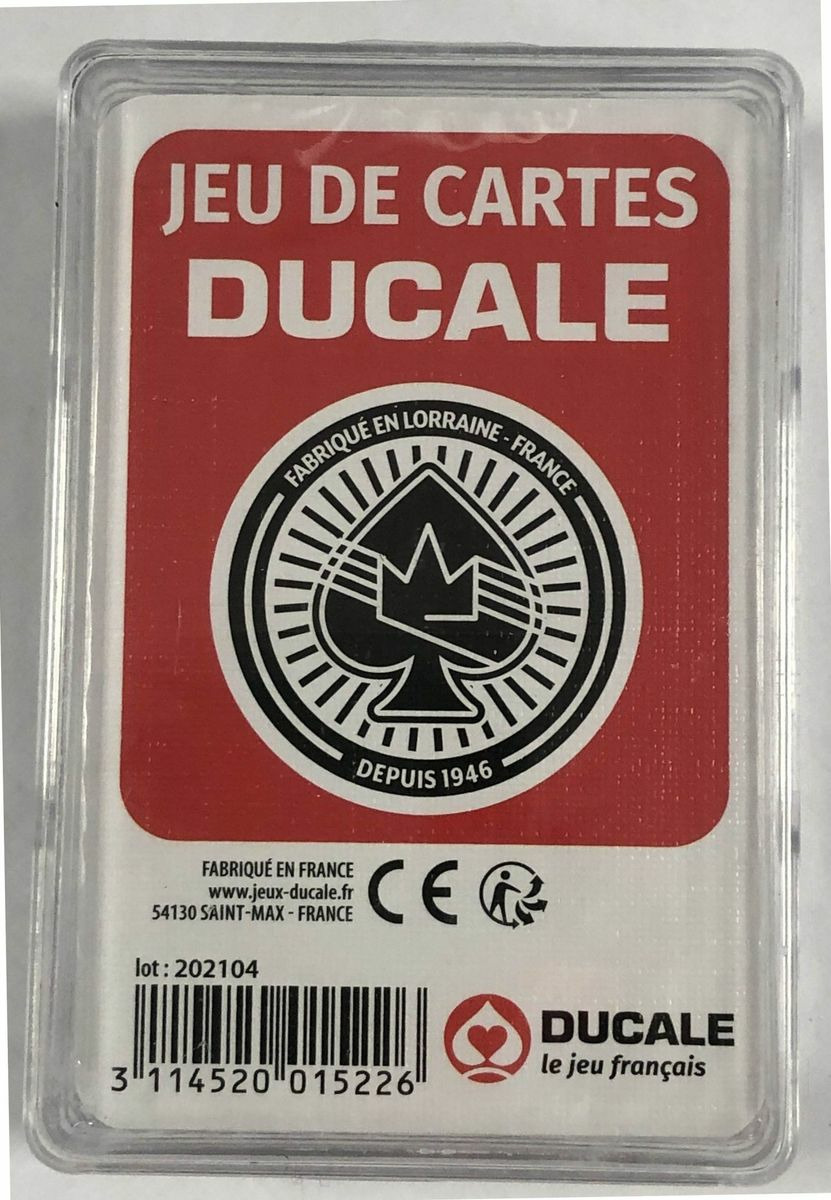 JEU DE CARTES
DUCALE
FABRIQUÉ EN LORRAINE - FRANCE
DEPUIS 1946
FABRIQUÉ EN FRANCE
www.jeux-ducale.fr
54130 SAINT-MAX - FRANCE
CE
lot : 202104
3 114520 015226
DUCALE
le jeu français